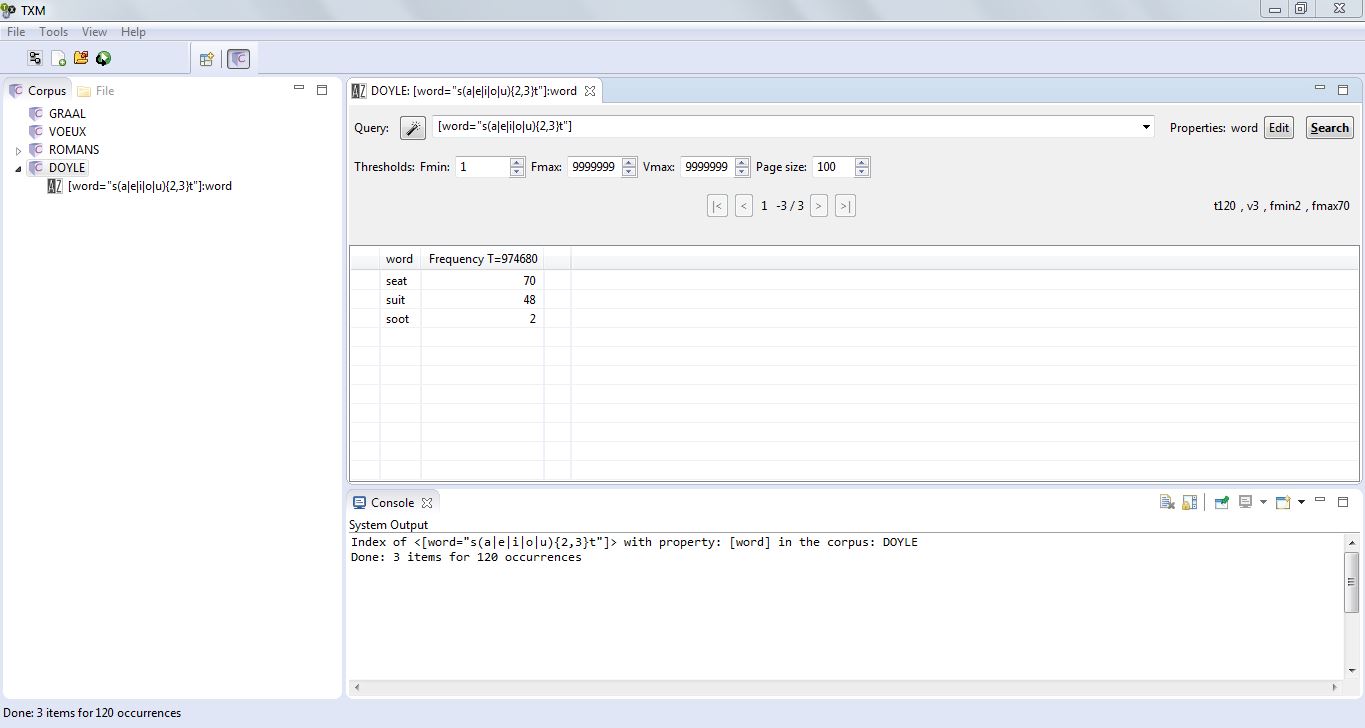 TXM
File Tools View Help
Corpus File
GRAAL
VOEUX
ROMANS
DOYLE
[word="s(a|e|i|o|u){2,3}t"]:word
DOYLE: [word="s(a|e|i|o|u){2,3}t"]:word
Query: [word="s(a|e|i|o|u){2,3}t"] Properties: word Edit Search
Thresholds: Fmin: 1 Fmax: 9999999 Vmax: 9999999 Page size: 100
|< < 1 -3 / 3 > >| t120 , v3 , fmin2 , fmax70
word Frequency T=974680
seat 70
suit 48
soot 2
Console
System Output
Index of <[word="s(a|e|i|o|u){2,3}t"]> with property: [word] in the corpus: DOYLE
Done: 3 items for 120 occurrences
Done: 3 items for 120 occurrences